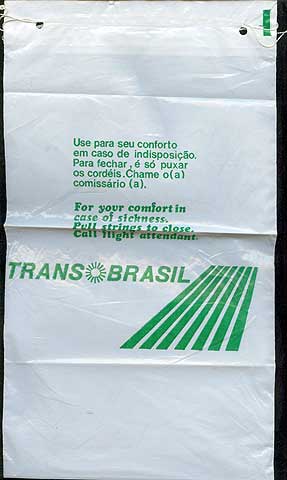 Use para seu conforto
em caso de indisposição.
Para fechar, é só puxar
os cordéis. Chame o(a)
comissário (a).
For your comfort in
case of sickness.
Pull strings to close.
Call flight attendant.
TRANS BRASIL